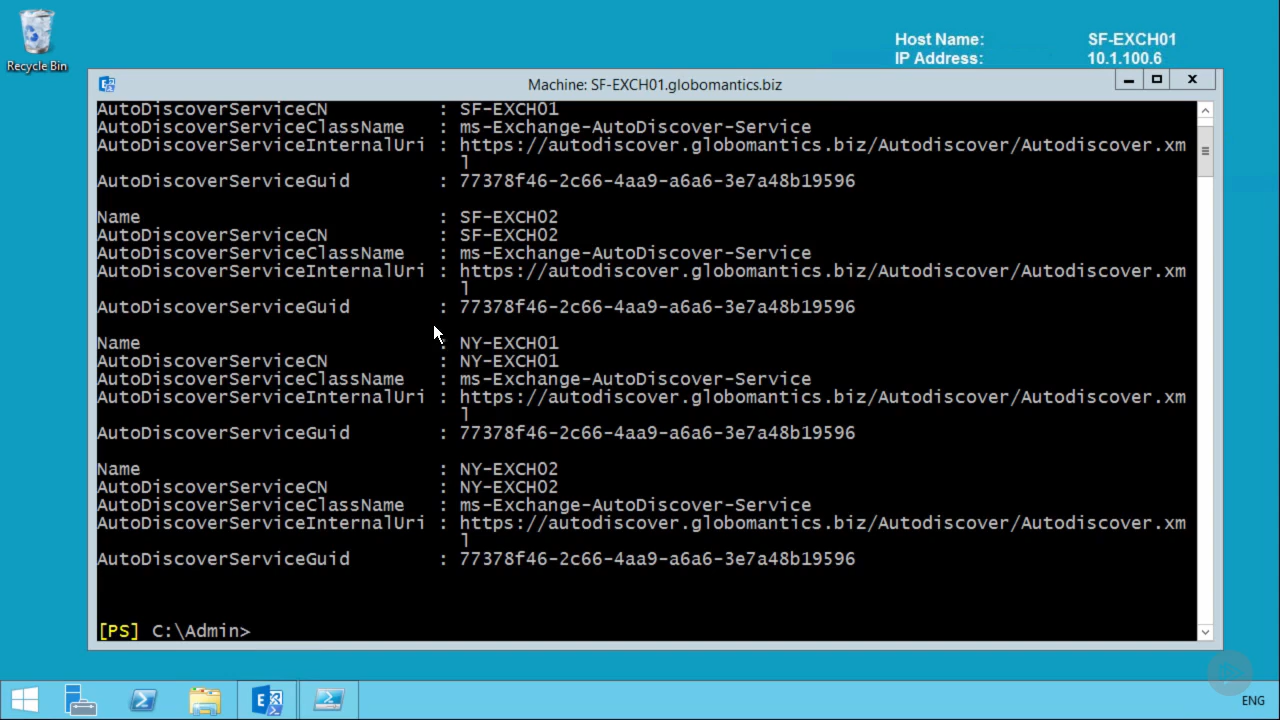 Recycle Bin
Host Name: SF-EXCH01
IP Address: 10.1.100.6
Machine: SF-EXCH01.globomantics.biz
AutoDiscoverServiceCN : SF-EXCH01
AutoDiscoverServiceClassName : ms-Exchange-AutoDiscover-Service
AutoDiscoverServiceInternalUri : https://autodiscover.globomantics.biz/Autodiscover/Autodiscover.xm
l
AutoDiscoverServiceGuid : 77378f46-2c66-4aa9-a6a6-3e7a48b19596
Name : SF-EXCH02
AutoDiscoverServiceCN : SF-EXCH02
AutoDiscoverServiceClassName : ms-Exchange-AutoDiscover-Service
AutoDiscoverServiceInternalUri : https://autodiscover.globomantics.biz/Autodiscover/Autodiscover.xm
l
AutoDiscoverServiceGuid : 77378f46-2c66-4aa9-a6a6-3e7a48b19596
Name : NY-EXCH01
AutoDiscoverServiceCN : NY-EXCH01
AutoDiscoverServiceClassName : ms-Exchange-AutoDiscover-Service
AutoDiscoverServiceInternalUri : https://autodiscover.globomantics.biz/Autodiscover/Autodiscover.xm
l
AutoDiscoverServiceGuid : 77378f46-2c66-4aa9-a6a6-3e7a48b19596
Name : NY-EXCH02
AutoDiscoverServiceCN : NY-EXCH02
AutoDiscoverServiceClassName : ms-Exchange-AutoDiscover-Service
AutoDiscoverServiceInternalUri : https://autodiscover.globomantics.biz/Autodiscover/Autodiscover.xm
l
AutoDiscoverServiceGuid : 77378f46-2c66-4aa9-a6a6-3e7a48b19596
[PS] C:\Admin>
ENG